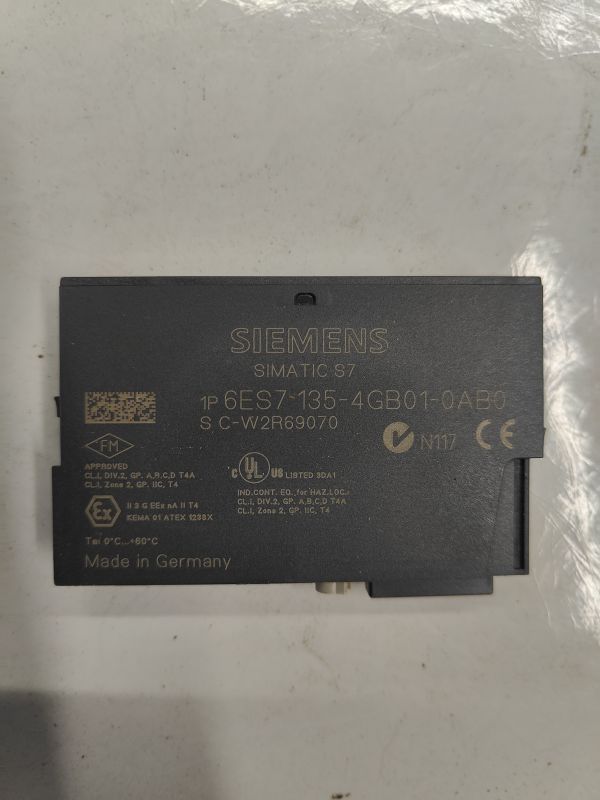 SIEMENS
SIMATIC S7
1P 6ES7 135-4GB01-0AB0
S C-W2R69070
N117 CE
FM
APPROVED
CL.I, DIV.2, GP. A,B,C,D T4A
CL.I, Zone 2, GP. IIC, T4
C UL US LISTED 3DA1
IND.CONT. EQ.,for HAZ.LOC.:
CL.I, DIV.2, GP. A,B,C,D T4A
CL.I, Zone 2, GP. IIC, T4
Ex II 3 G EEx nA II T4
KEMA 01 ATEX 1238X
Ta: 0°C...+60°C
Made in Germany